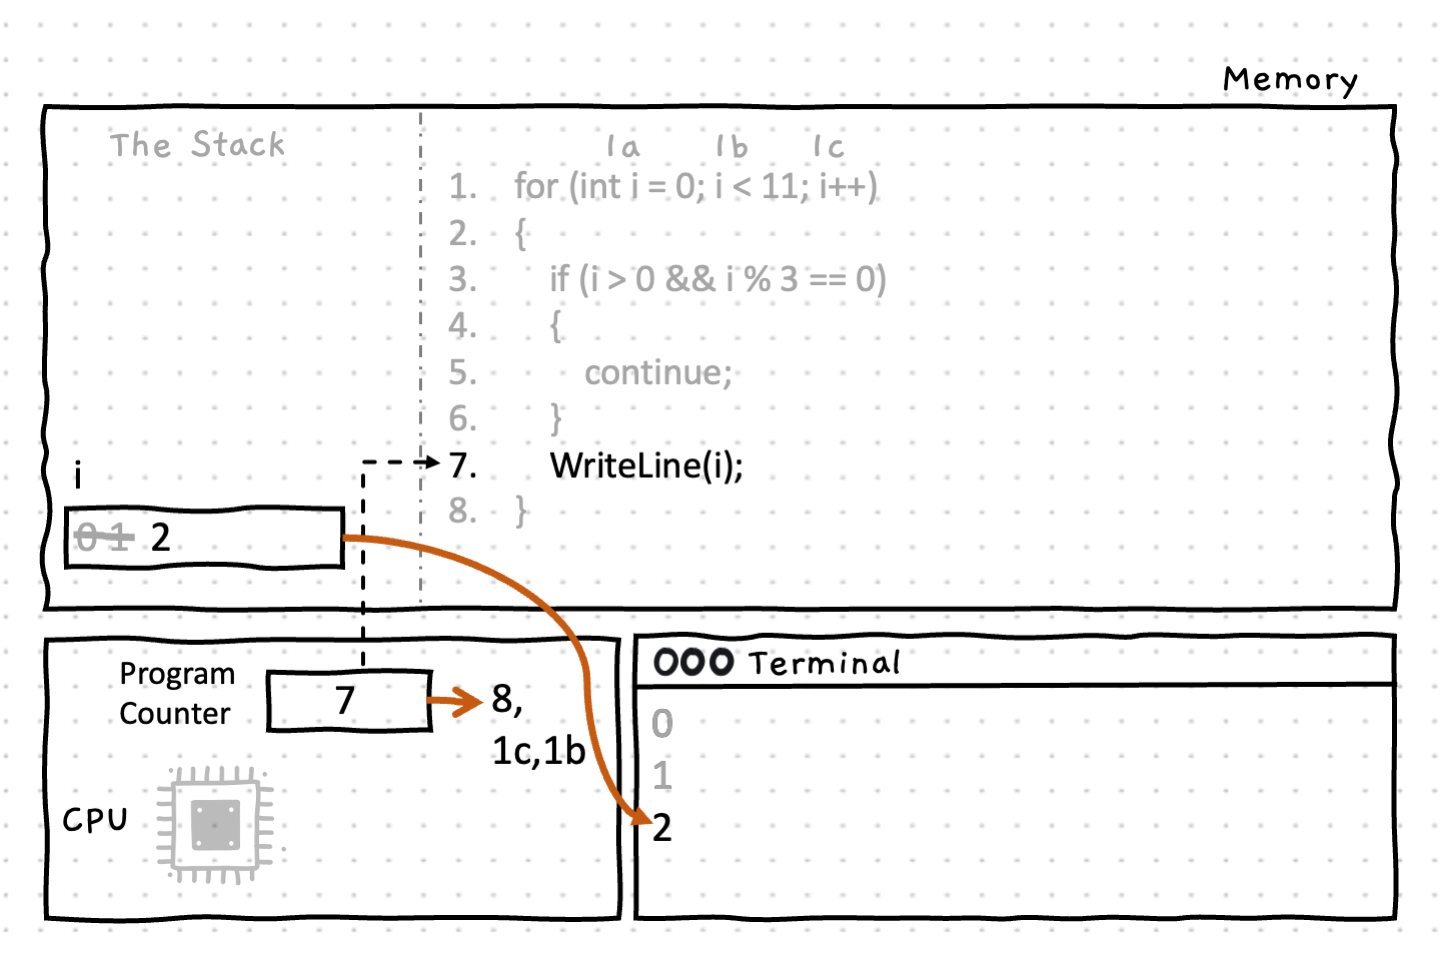 Memory
The Stack
1a 1b 1c
1. for (int i = 0; i < 11; i++)
2. {
3. if (i > 0 && i % 3 == 0)
4. {
5. continue;
6. }
7. WriteLine(i);
8. }
i
0 1 2
Program
Counter
7
8,
1c,1b
CPU
Terminal
0
1
2